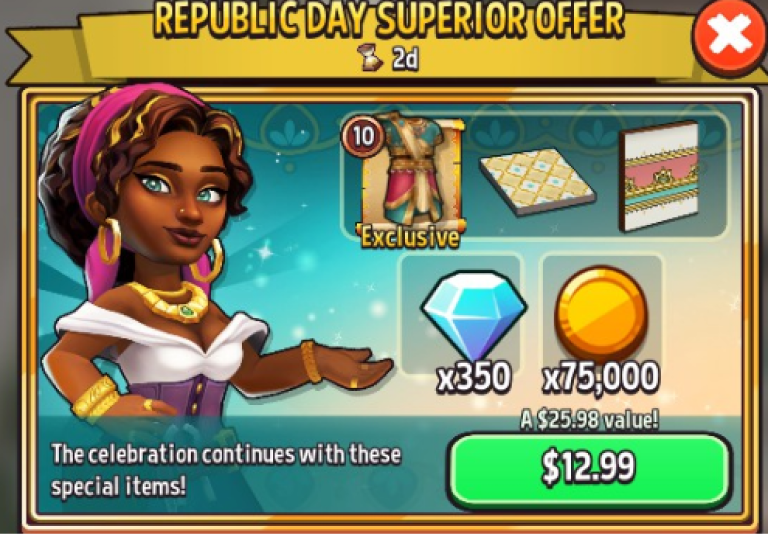 REPUBLIC DAY SUPERIOR OFFER
2d
10
Exclusive
x350
x75,000
A $25.98 value!
The celebration continues with these
special items!
$12.99